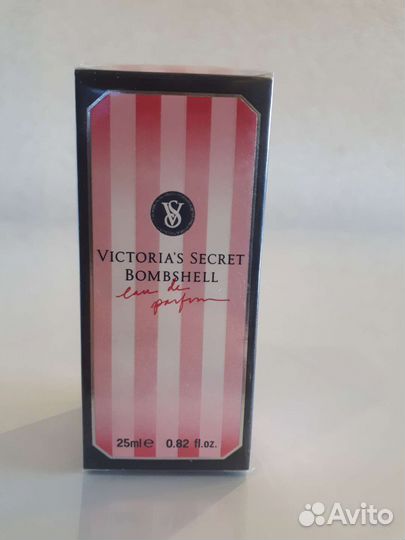 VS
VICTORIA'S SECRET
BOMBSHELL
eau de
parfum
25ml e 0.82 fl.oz.
Avito